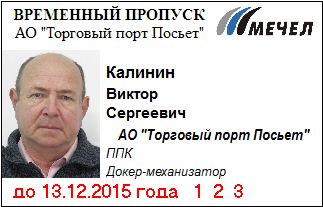 ВРЕМЕННЫЙ ПРОПУСК
АО "Торговый порт Посьет"
МЕЧЕЛ
Калинин
Виктор
Сергеевич
АО "Торговый порт Посьет"
ППК
Докер-механизатор
до 13.12.2015 года 1 2 3